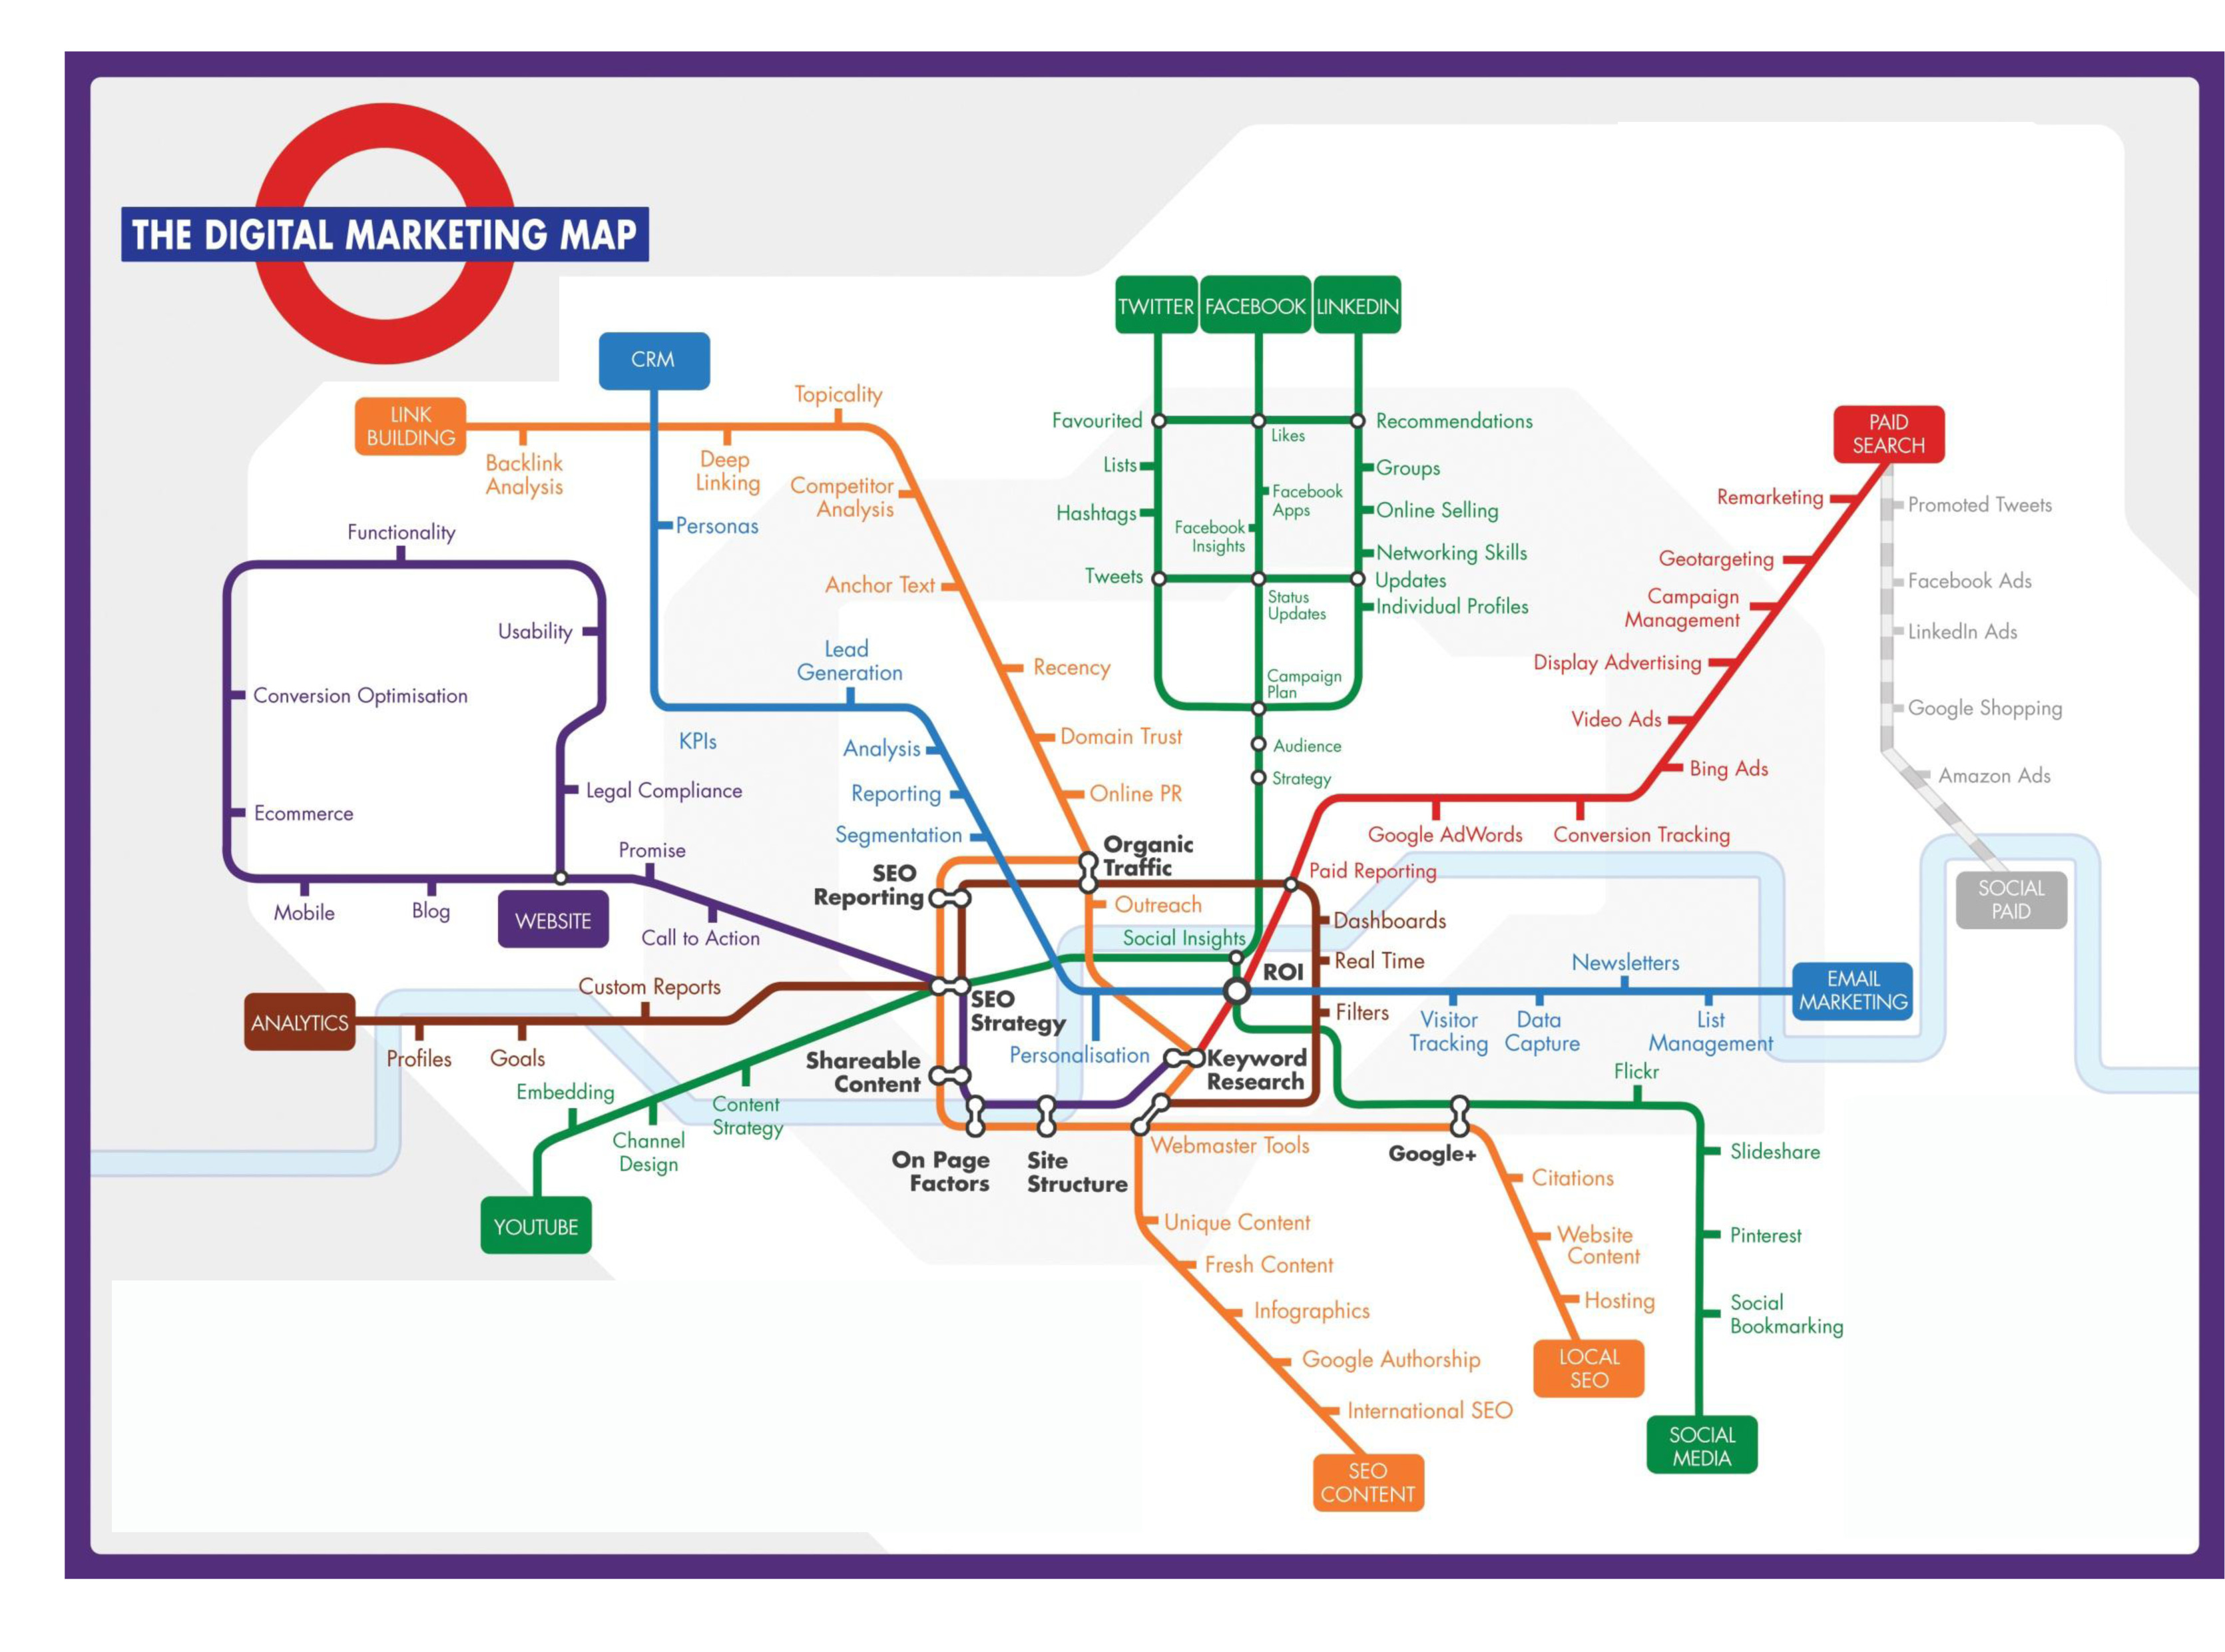 THE DIGITAL MARKETING MAP
TWITTER
FACEBOOK
LINKEDIN
CRM
LINK
BUILDING
Topicality
Backlink
Analysis
Deep
Linking
Competitor
Analysis
Personas
Anchor Text
Recency
Domain Trust
Online PR
Favourited
Lists
Hashtags
Tweets
Likes
Facebook
Apps
Facebook
Insights
Status
Updates
Campaign
Plan
Audience
Strategy
Recommendations
Groups
Online Selling
Networking Skills
Updates
Individual Profiles
PAID
SEARCH
Remarketing
Geotargeting
Campaign
Management
Display Advertising
Video Ads
Bing Ads
Google AdWords
Conversion Tracking
Paid Reporting
Promoted Tweets
Facebook Ads
LinkedIn Ads
Google Shopping
Amazon Ads
SOCIAL
PAID
Functionality
Usability
Conversion Optimisation
Legal Compliance
Ecommerce
Promise
Mobile
Blog
WEBSITE
Call to Action
Lead
Generation
KPIs
Analysis
Reporting
Segmentation
Organic
Traffic
SEO
Reporting
Outreach
Social Insights
ROI
Dashboards
Real Time
Filters
ANALYTICS
Custom Reports
Profiles
Goals
SEO
Strategy
Shareable
Content
Personalisation
Keyword
Research
Newsletters
Visitor
Tracking
Data
Capture
List
Management
EMAIL
MARKETING
Embedding
Channel
Design
Content
Strategy
YOUTUBE
On Page
Factors
Site
Structure
Webmaster Tools
Google+
Flickr
Slideshare
Pinterest
Social
Bookmarking
SOCIAL
MEDIA
Citations
Website
Content
Hosting
LOCAL
SEO
Unique Content
Fresh Content
Infographics
Google Authorship
International SEO
SEO
CONTENT